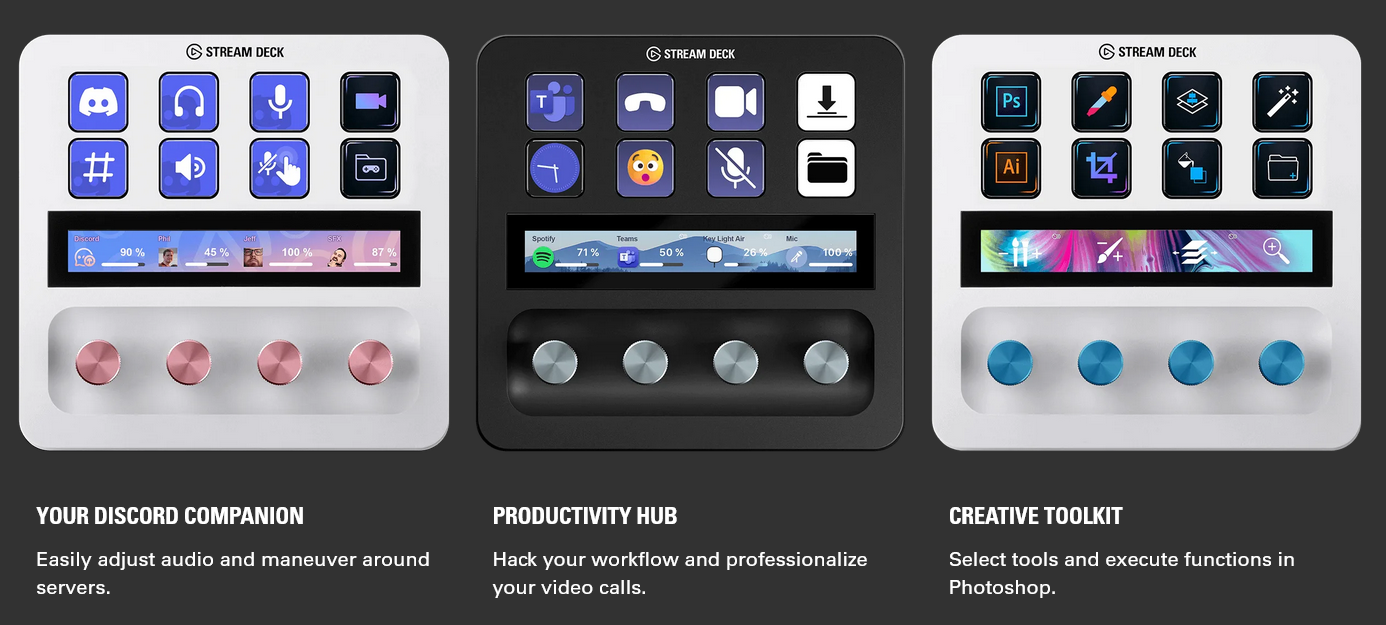 STREAM DECK
Discord Phil Jeff SFX
90 % 45 % 100 % 87 %
YOUR DISCORD COMPANION
Easily adjust audio and maneuver around
servers.
STREAM DECK
T
Spotify Teams Key Light Air Mic
71 % 50 % 26 % 100 %
PRODUCTIVITY HUB
Hack your workflow and professionalize
your video calls.
STREAM DECK
Ps
Ai
CREATIVE TOOLKIT
Select tools and execute functions in
Photoshop.